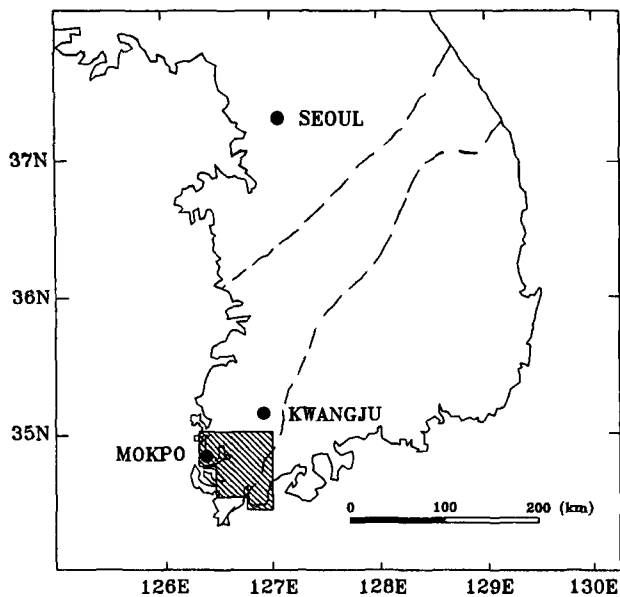 SEOUL
37N
36N
KWANGJU
35N
MOKPO
0 100 200 (km)
126E 127E 128E 129E 130E